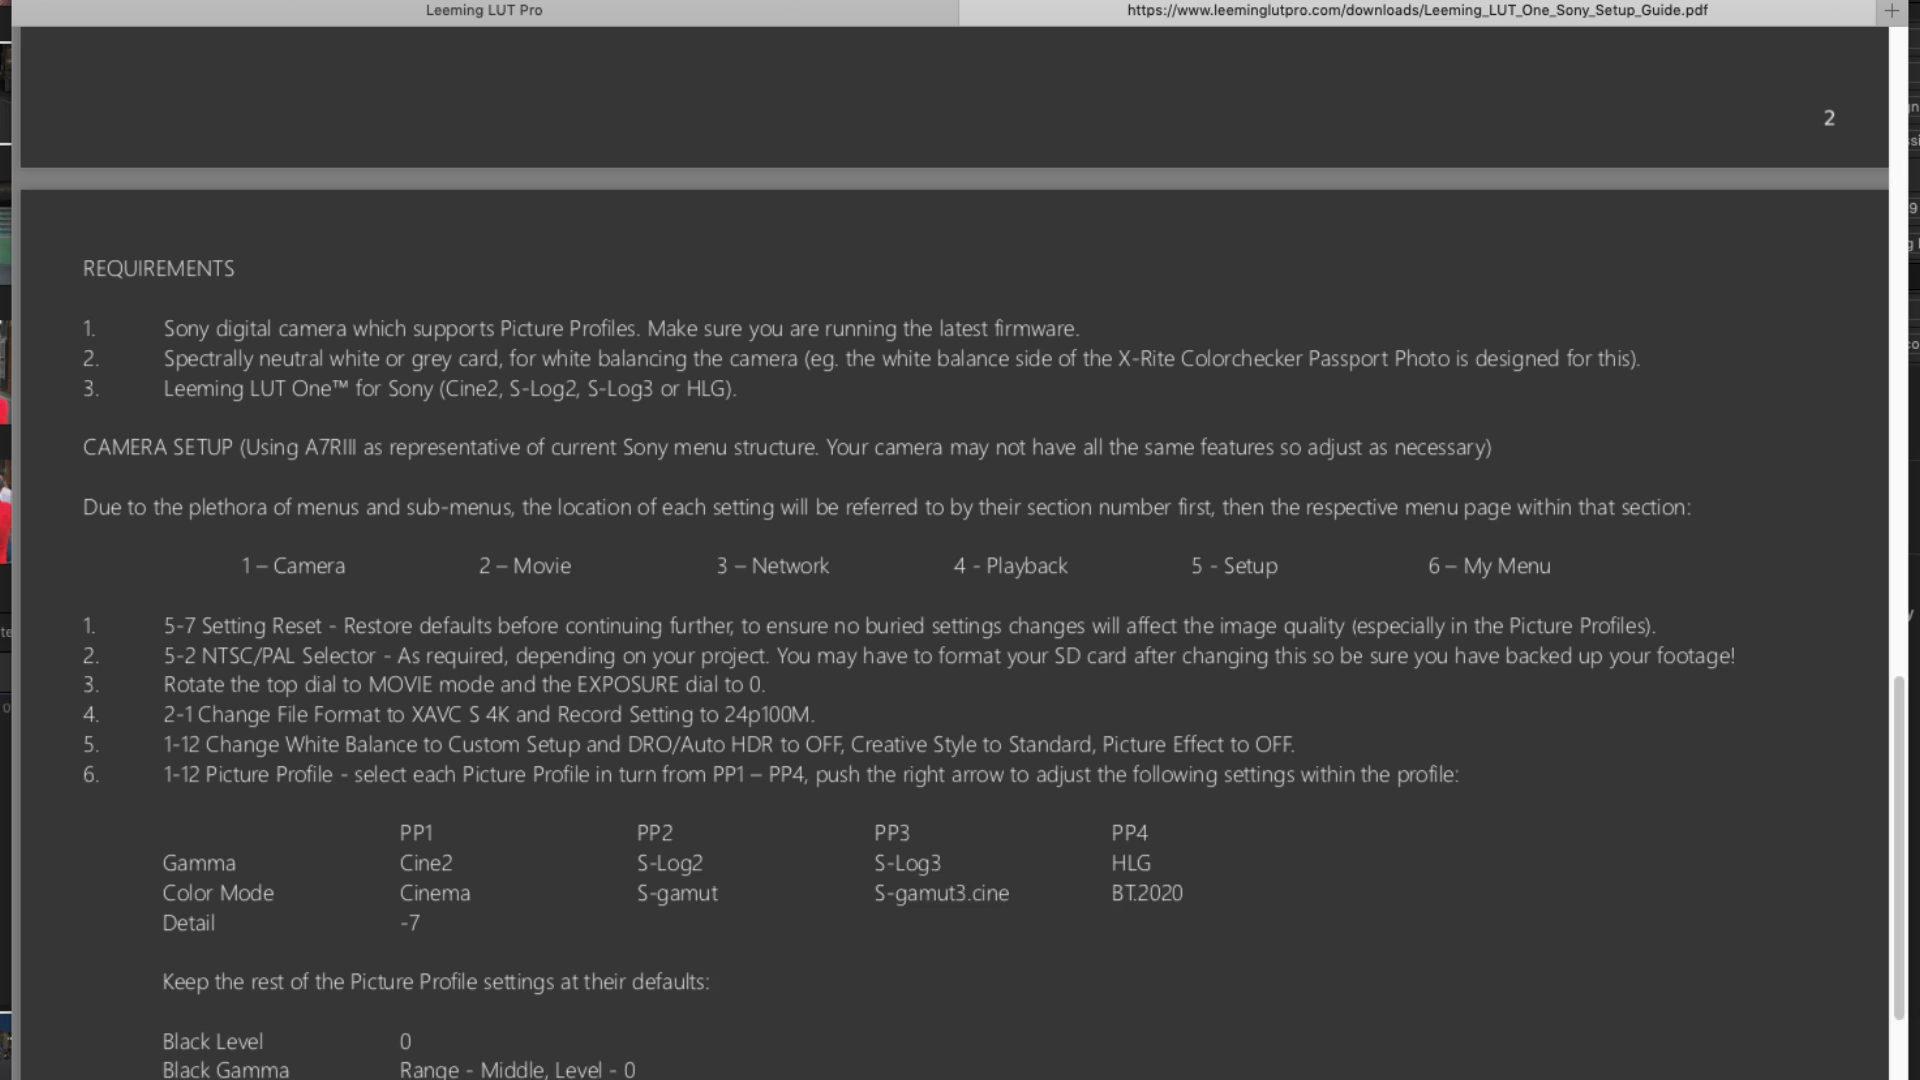 Leeming LUT Pro
https://www.leeminglutpro.com/downloads/Leeming_LUT_One_Sony_Setup_Guide.pdf
2
REQUIREMENTS
1. Sony digital camera which supports Picture Profiles. Make sure you are running the latest firmware.
2. Spectrally neutral white or grey card, for white balancing the camera (eg. the white balance side of the X-Rite Colorchecker Passport Photo is designed for this).
3. Leeming LUT One™ for Sony (Cine2, S-Log2, S-Log3 or HLG).
CAMERA SETUP (Using A7RIII as representative of current Sony menu structure. Your camera may not have all the same features so adjust as necessary)
Due to the plethora of menus and sub-menus, the location of each setting will be referred to by their section number first, then the respective menu page within that section:
1 – Camera 2 – Movie 3 – Network 4 - Playback 5 - Setup 6 – My Menu
1. 5-7 Setting Reset - Restore defaults before continuing further, to ensure no buried settings changes will affect the image quality (especially in the Picture Profiles).
2. 5-2 NTSC/PAL Selector - As required, depending on your project. You may have to format your SD card after changing this so be sure you have backed up your footage!
3. Rotate the top dial to MOVIE mode and the EXPOSURE dial to 0.
4. 2-1 Change File Format to XAVC S 4K and Record Setting to 24p100M.
5. 1-12 Change White Balance to Custom Setup and DRO/Auto HDR to OFF, Creative Style to Standard, Picture Effect to OFF.
6. 1-12 Picture Profile - select each Picture Profile in turn from PP1 – PP4, push the right arrow to adjust the following settings within the profile:
PP1 PP2 PP3 PP4
Gamma Cine2 S-Log2 S-Log3 HLG
Color Mode Cinema S-gamut S-gamut3.cine BT.2020
Detail -7
Keep the rest of the Picture Profile settings at their defaults:
Black Level 0
Black Gamma Range - Middle, Level - 0